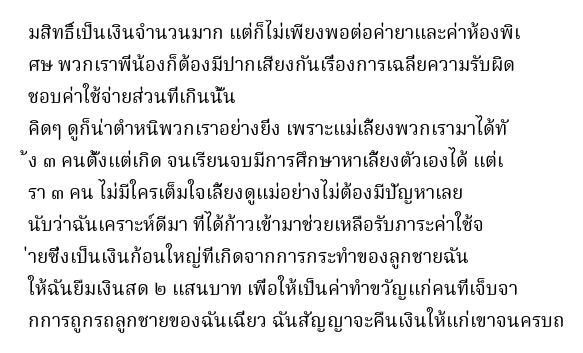 มสิทธิ์เป็นเงินจำนวนมาก แต่ก็ไม่เพียงพอต่อค่ายาและค่าห้องพิเ
ศษ พวกเราพี่น้องก็ต้องมีปากเสียงกันเรื่องการเฉลี่ยความรับผิด
ชอบค่าใช้จ่ายส่วนที่เกินนั้น
คิดๆ ดูก็น่าตำหนิพวกเราอย่างยิ่ง เพราะแม่เลี้ยงพวกเรามาได้ทั
้ง ๓ คนตั้งแต่เกิด จนเรียนจบมีการศึกษาหาเลี้ยงตัวเองได้ แต่เ
รา ๓ คน ไม่มีใครเต็มใจเลี้ยงดูแม่อย่างไม่ต้องมีปัญหาเลย
นับว่าฉันเคราะห์ดีมา ที่ได้ก้าวเข้ามาช่วยเหลือรับภาระค่าใช้จ
่ายซึ่งเป็นเงินก้อนใหญ่ที่เกิดจากการกระทำของลูกชายฉัน
ให้ฉันยืมเงินสด ๒ แสนบาท เพื่อให้เป็นค่าทำขวัญแก่คนที่เจ็บจา
กการถูกรถลูกชายของฉันเฉี่ยว ฉันสัญญาจะคืนเงินให้แก่เขาจนครบถ